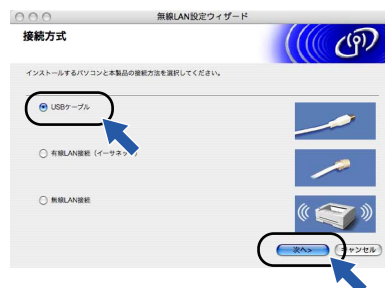 無線LAN設定ウィザード
接続方式
インストールするパソコンと本製品の接続方法を選択してください。
USBケーブル
有線LAN接続（イーサネット）
無線LAN接続
次へ>
キャンセル